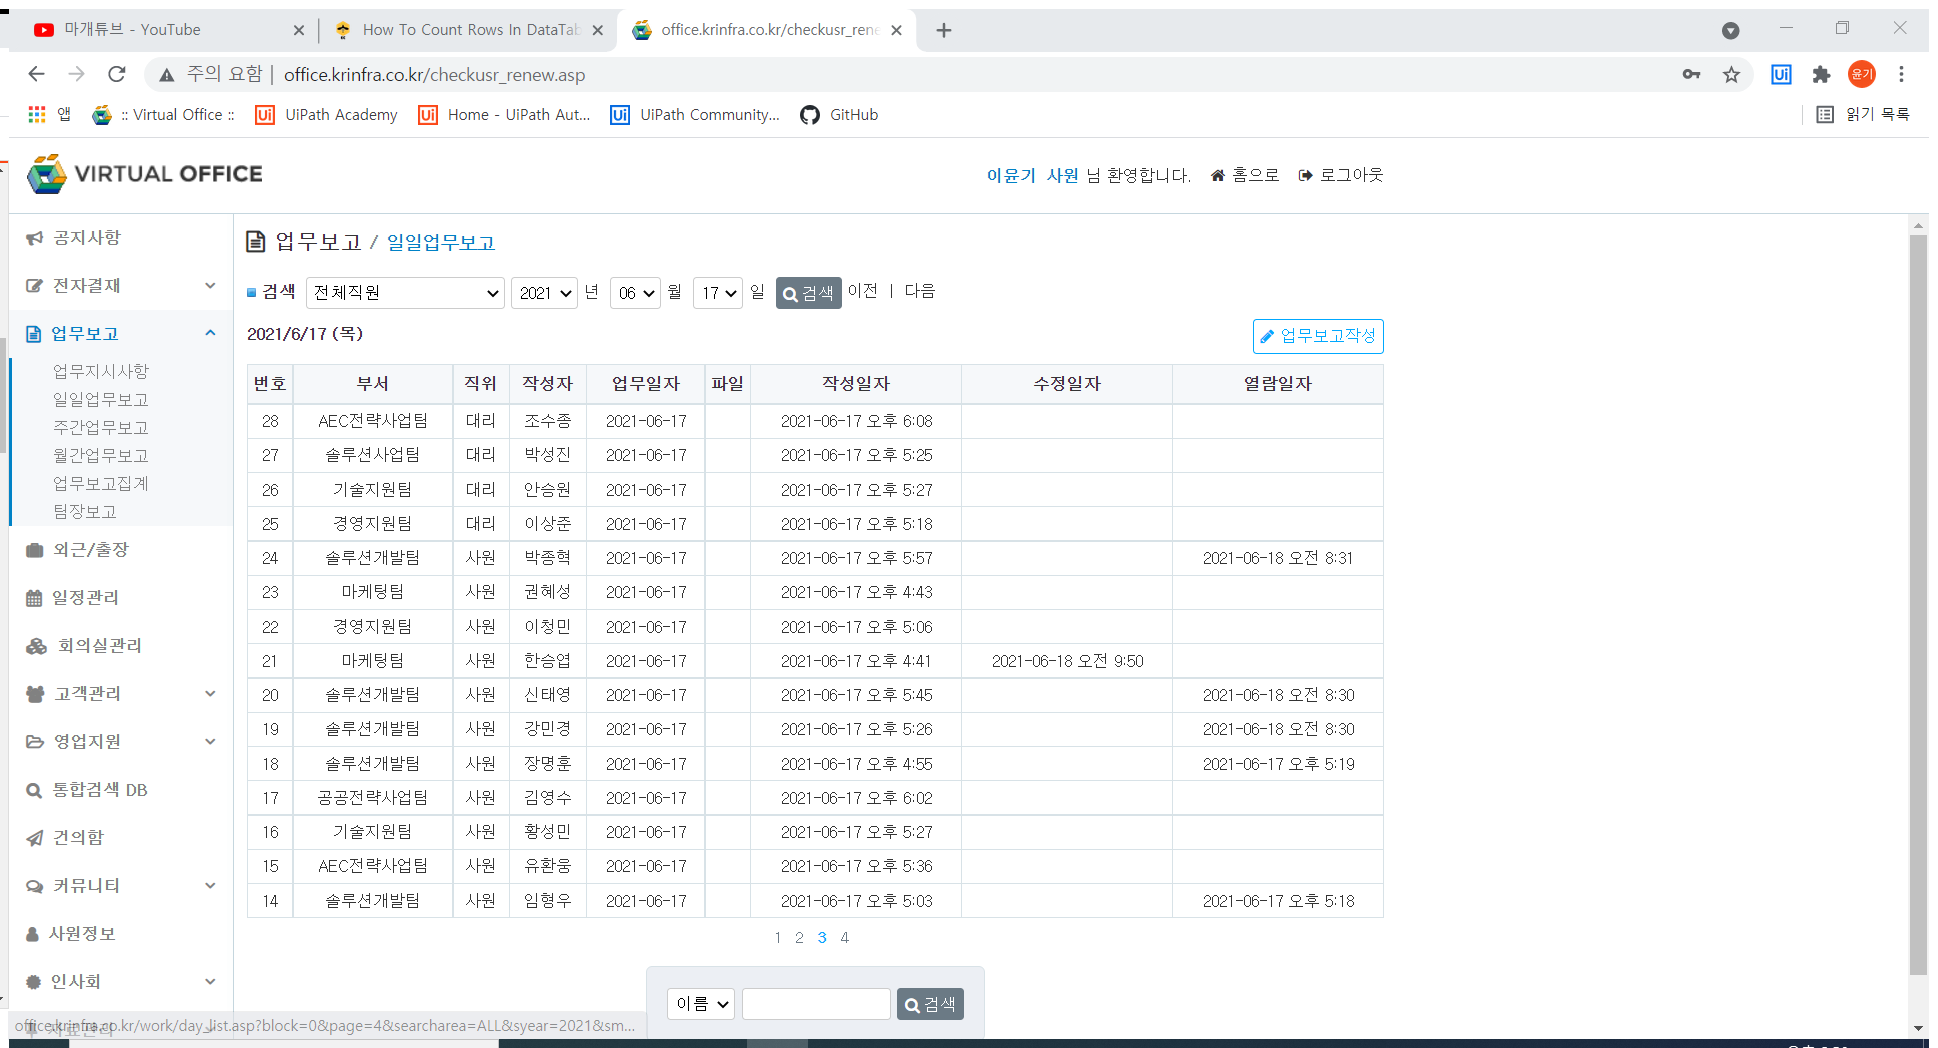 마개튜브 - YouTube
How To Count Rows In DataTab
office.krinfra.co.kr/checkusr_rene
주의 요함 | office.krinfra.co.kr/checkusr_renew.asp
윤기
앱 :: Virtual Office :: UiPath Academy Home - UiPath Aut... UiPath Community... GitHub 읽기 목록
VIRTUAL OFFICE
이윤기 사원 님 환영합니다. 홈으로 로그아웃
공지사항
전자결재
업무보고
업무지시사항
일일업무보고
주간업무보고
월간업무보고
업무보고집계
팀장보고
외근/출장
일정관리
회의실관리
고객관리
영업지원
통합검색 DB
건의함
커뮤니티
사원정보
인사회
업무보고 / 일일업무보고
검색 전체직원 2021 년 06 월 17 일 검색 이전 | 다음
2021/6/17 (목) 업무보고작성
번호 부서 직위 작성자 업무일자 파일 작성일자 수정일자 열람일자
28 AEC전략사업팀 대리 조수종 2021-06-17 2021-06-17 오후 6:08
27 솔루션사업팀 대리 박성진 2021-06-17 2021-06-17 오후 5:25
26 기술지원팀 대리 안승원 2021-06-17 2021-06-17 오후 5:27
25 경영지원팀 대리 이상준 2021-06-17 2021-06-17 오후 5:18
24 솔루션개발팀 사원 박종혁 2021-06-17 2021-06-17 오후 5:57 2021-06-18 오전 8:31
23 마케팅팀 사원 권혜성 2021-06-17 2021-06-17 오후 4:43
22 경영지원팀 사원 이청민 2021-06-17 2021-06-17 오후 5:06
21 마케팅팀 사원 한승엽 2021-06-17 2021-06-17 오후 4:41 2021-06-18 오전 9:50
20 솔루션개발팀 사원 신태영 2021-06-17 2021-06-17 오후 5:45 2021-06-18 오전 8:30
19 솔루션개발팀 사원 강민경 2021-06-17 2021-06-17 오후 5:26 2021-06-18 오전 8:30
18 솔루션개발팀 사원 장명훈 2021-06-17 2021-06-17 오후 4:55 2021-06-17 오후 5:19
17 공공전략사업팀 사원 김영수 2021-06-17 2021-06-17 오후 6:02
16 기술지원팀 사원 황성민 2021-06-17 2021-06-17 오후 5:27
15 AEC전략사업팀 사원 유환웅 2021-06-17 2021-06-17 오후 5:36
14 솔루션개발팀 사원 임형우 2021-06-17 2021-06-17 오후 5:03 2021-06-17 오후 5:18
1 2 3 4
이름 검색
office.krinfra.co.kr/work/day_list.asp?block=0&page=4&searcharea=ALL&syear=2021&sm...